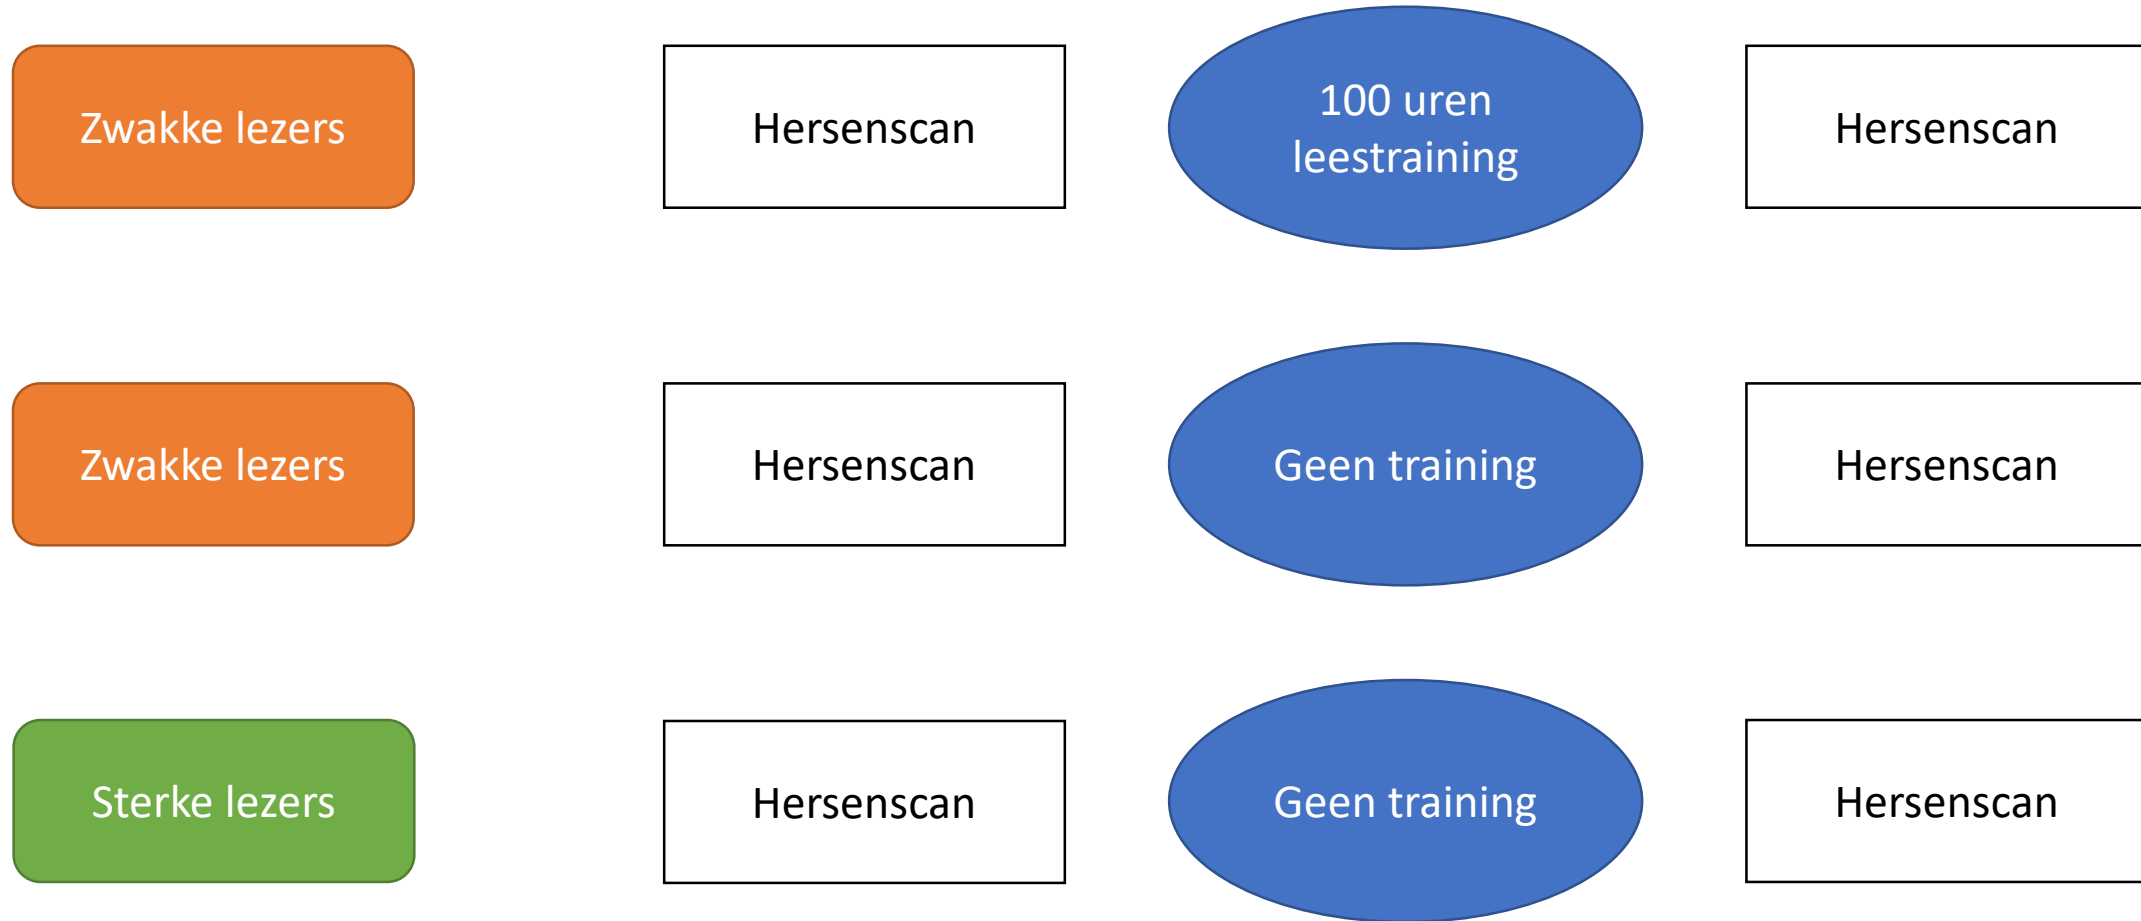 Zwakke lezers
Hersenscan
100 uren
leestraining
Hersenscan
Zwakke lezers
Hersenscan
Geen training
Hersenscan
Sterke lezers
Hersenscan
Geen training
Hersenscan